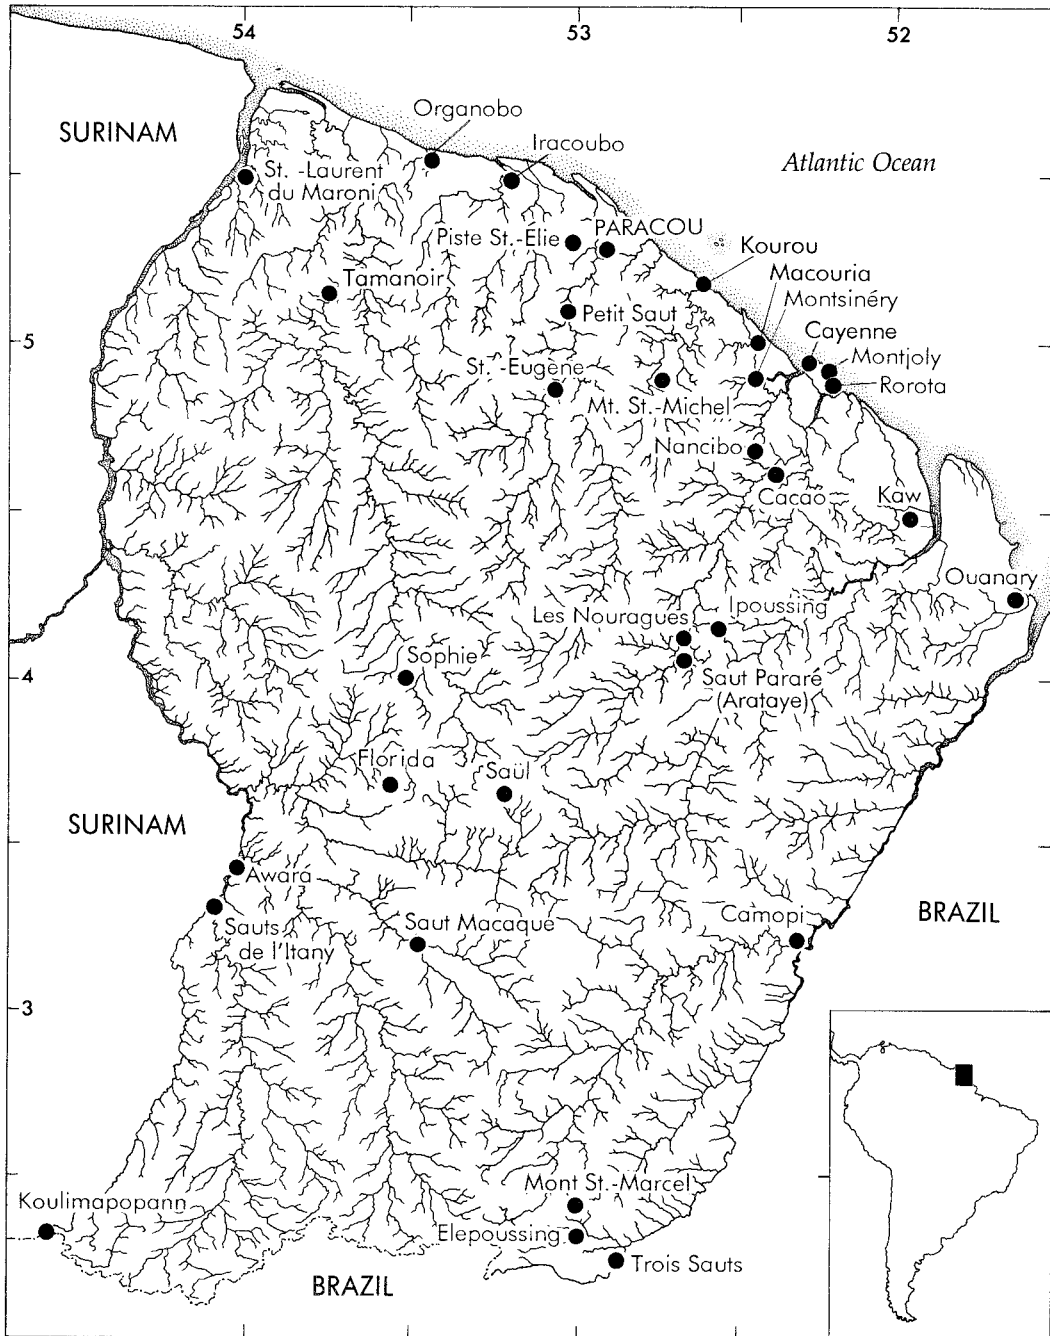 54
53
52
Organobo
SURINAM
Iracoubo
Atlantic Ocean
St. -Laurent
du Maroni
PARACOU
Piste St.-Élie
Kourou
Tamanoir
Macouria
Montsinéry
Petit Saut
Cayenne
5
Montjoly
St. -Eugène
Rorota
Mt. St.-Michel
Nancibo
Cacao
Kaw
Ouanary
Ipoussing
Les Nouragues
Sophie
4
Saut Pararé
(Arataye)
Florida
Saül
SURINAM
Awara
Camopi
BRAZIL
Saut Macaque
Sauts
de l'Itany
3
Mont St.-Marcel
Koulimapopann
Elepoussing
Trois Sauts
BRAZIL